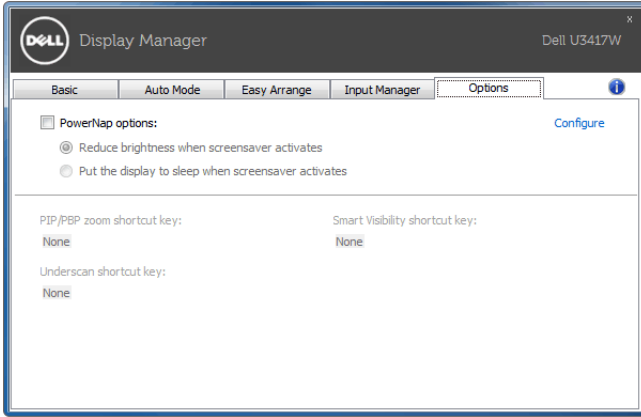 DELL Display Manager Dell U3417W x
Basic Auto Mode Easy Arrange Input Manager Options i
PowerNap options: Configure
Reduce brightness when screensaver activates
Put the display to sleep when screensaver activates
PIP/PBP zoom shortcut key: Smart Visibility shortcut key:
None None
Underscan shortcut key:
None